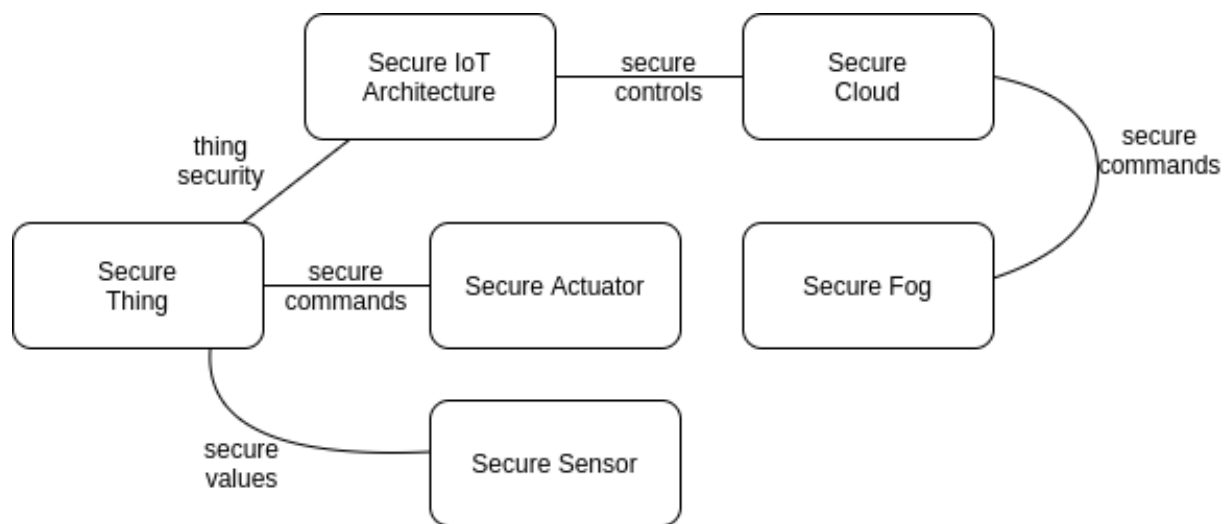 Secure IoT
Architecture
secure
controls
Secure
Cloud
thing
security
secure
commands
Secure
Thing
secure
commands
Secure Actuator
Secure Fog
secure
values
Secure Sensor